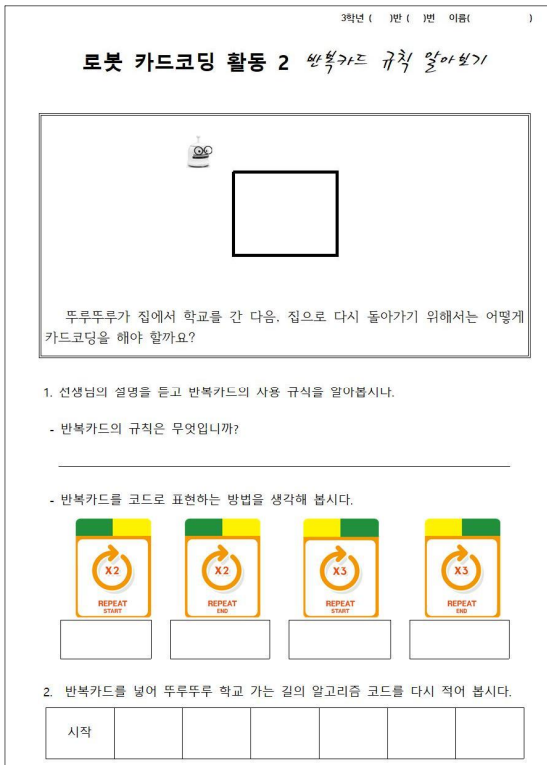 3학년 (    )반 (   )번   이름(              )
로봇 카드코딩 활동 2 반복카드 규칙 알아보기
뚜루뚜루가 집에서 학교를 간 다음, 집으로 다시 돌아가기 위해서는 어떻게
카드코딩을 해야 할까요?
1. 선생님의 설명을 듣고 반복카드의 사용 규칙을 알아봅시다.
- 반복카드의 규칙은 무엇입니까?
- 반복카드를 코드로 표현하는 방법을 생각해 봅시다.
X2 X2 X3 X3
REPEAT REPEAT REPEAT REPEAT
START END START END
2. 반복카드를 넣어 뚜루뚜루 학교 가는 길의 알고리즘 코드를 다시 적어 봅시다.
시작